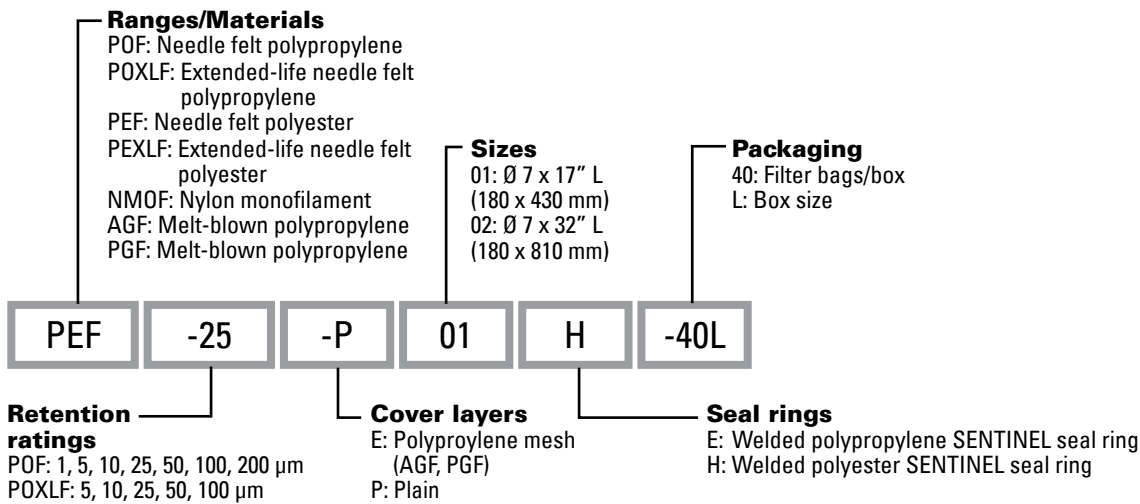 Ranges/Materials
POF: Needle felt polypropylene
POXLF: Extended-life needle felt
polypropylene
PEF: Needle felt polyester
PEXLF: Extended-life needle felt
polyester
NMOF: Nylon monofilament
AGF: Melt-blown polypropylene
PGF: Melt-blown polypropylene
Sizes
01: Ø 7 x 17” L
(180 x 430 mm)
02: Ø 7 x 32” L
(180 x 810 mm)
Packaging
40: Filter bags/box
L: Box size
PEF -25 -P 01 H -40L
Retention
ratings
POF: 1, 5, 10, 25, 50, 100, 200 µm
POXLF: 5, 10, 25, 50, 100 µm
Cover layers
E: Polyproylene mesh
(AGF, PGF)
P: Plain
Seal rings
E: Welded polypropylene SENTINEL seal ring
H: Welded polyester SENTINEL seal ring